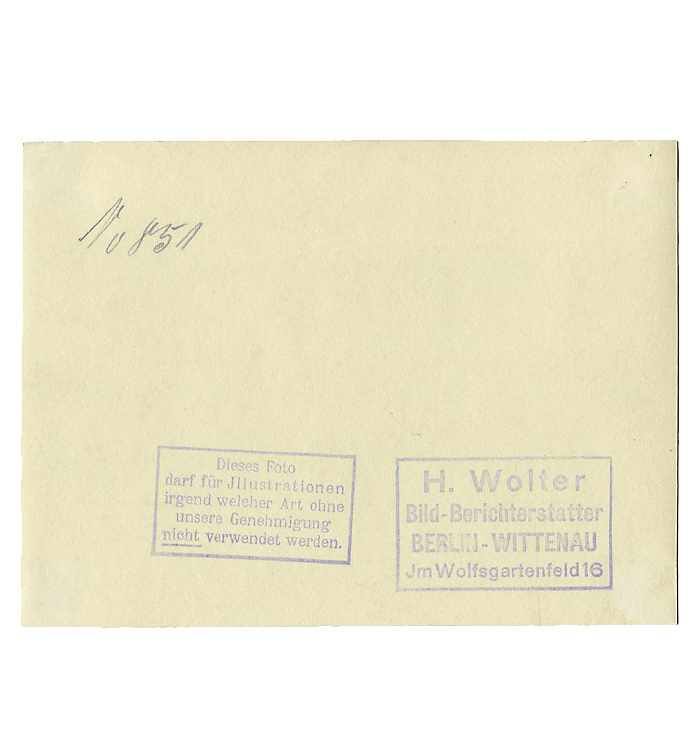 No 851
Dieses Foto
darf für Jllustrationen
irgend welcher Art ohne
unsere Genehmigung
nicht verwendet werden.
H. Wolter
Bild-Berichterstatter
BERLIN-WITTENAU
Jm Wolfsgartenfeld 16